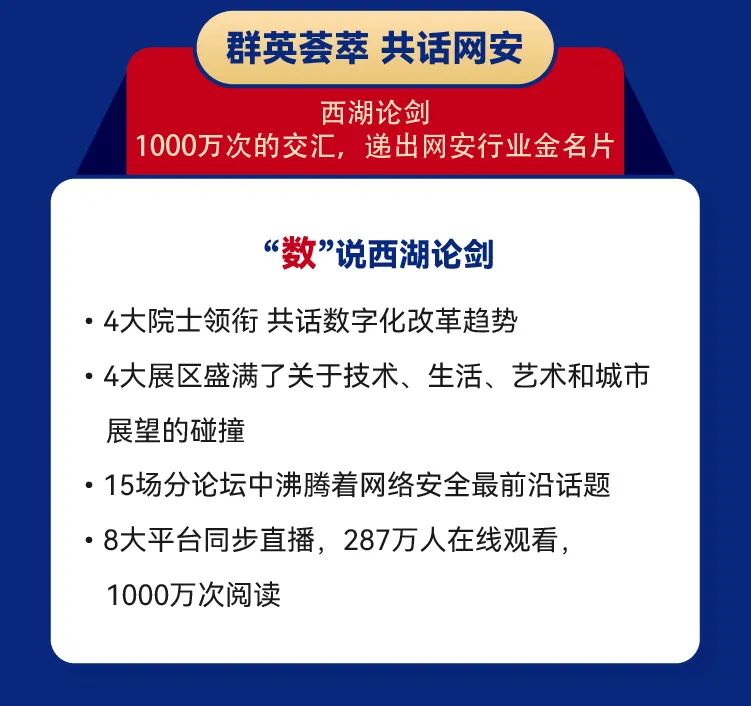 群英荟萃 共话网安
西湖论剑
1000万次的交汇，递出网安行业金名片
“数”说西湖论剑
• 4大院士领衔 共话数字化改革趋势
• 4大展区盛满了关于技术、生活、艺术和城市
展望的碰撞
• 15场分论坛中沸腾着网络安全最前沿话题
• 8大平台同步直播，287万人在线观看，
1000万次阅读